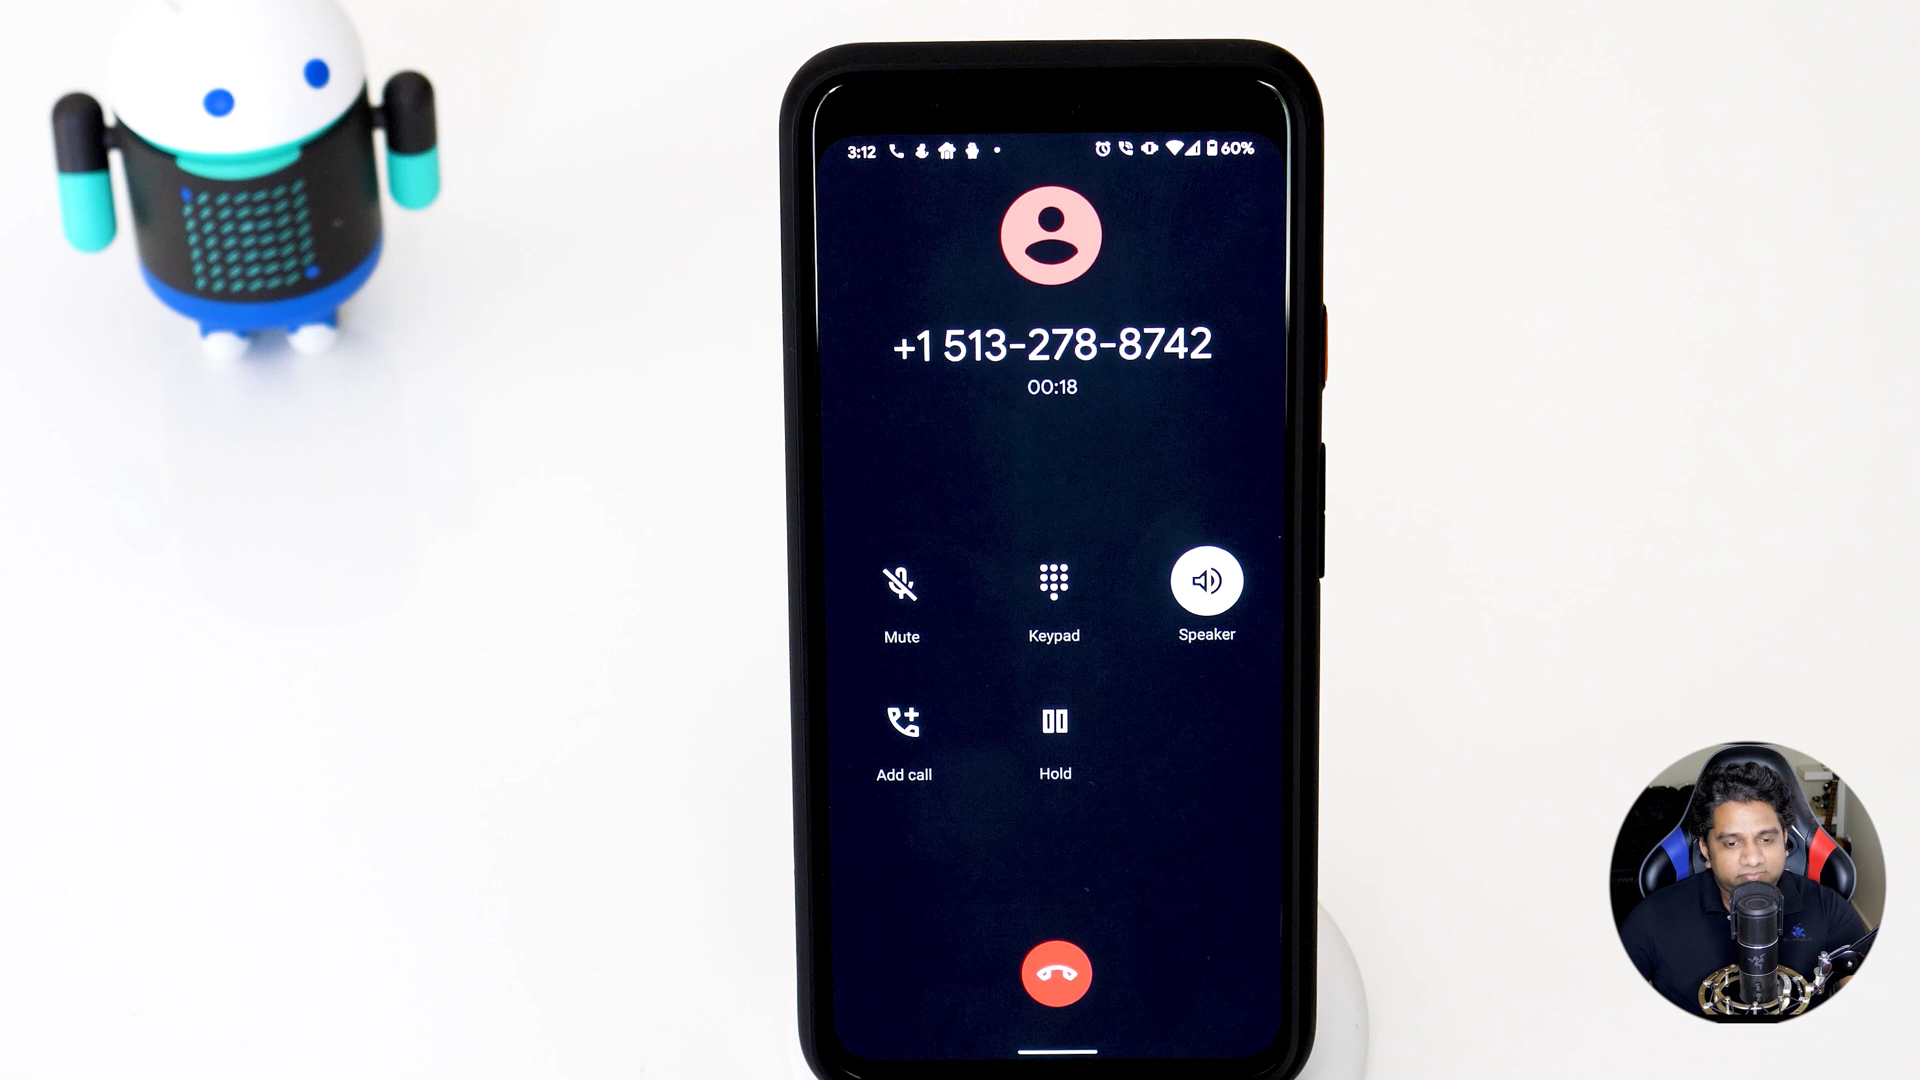 3:12 60%
+1 513-278-8742
00:18
Mute Keypad Speaker
Add call Hold